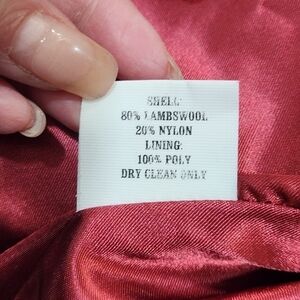 SHELL:
80% LAMBSWOOL
20% NYLON
LINING:
100% POLY
DRY CLEAN ONLY